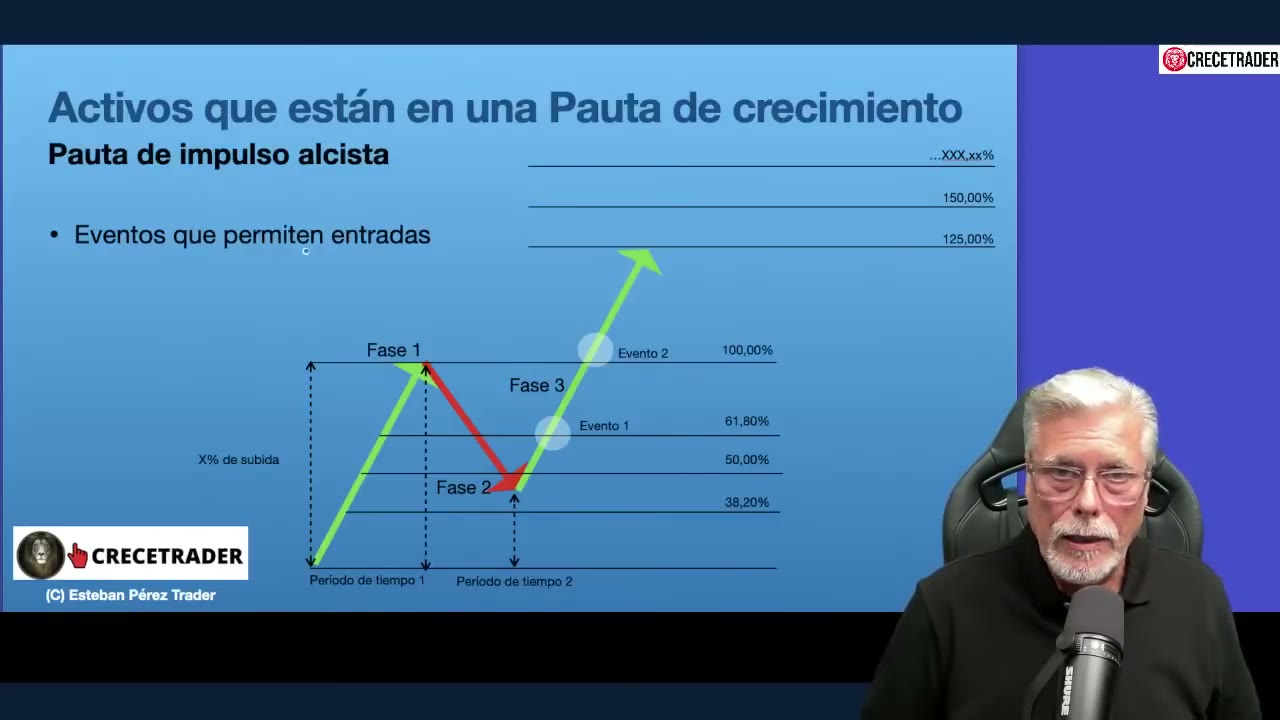 CRECETRADER
Activos que están en una Pauta de crecimiento
Pauta de impulso alcista
...XXX,xx%
150,00%
125,00%
• Eventos que permiten entradas
Fase 1
Evento 2
100,00%
Fase 3
Evento 1
61,80%
X% de subida
50,00%
Fase 2
38,20%
CRECETRADER
Período de tiempo 1
Período de tiempo 2
(C) Esteban Pérez Trader
SHURE